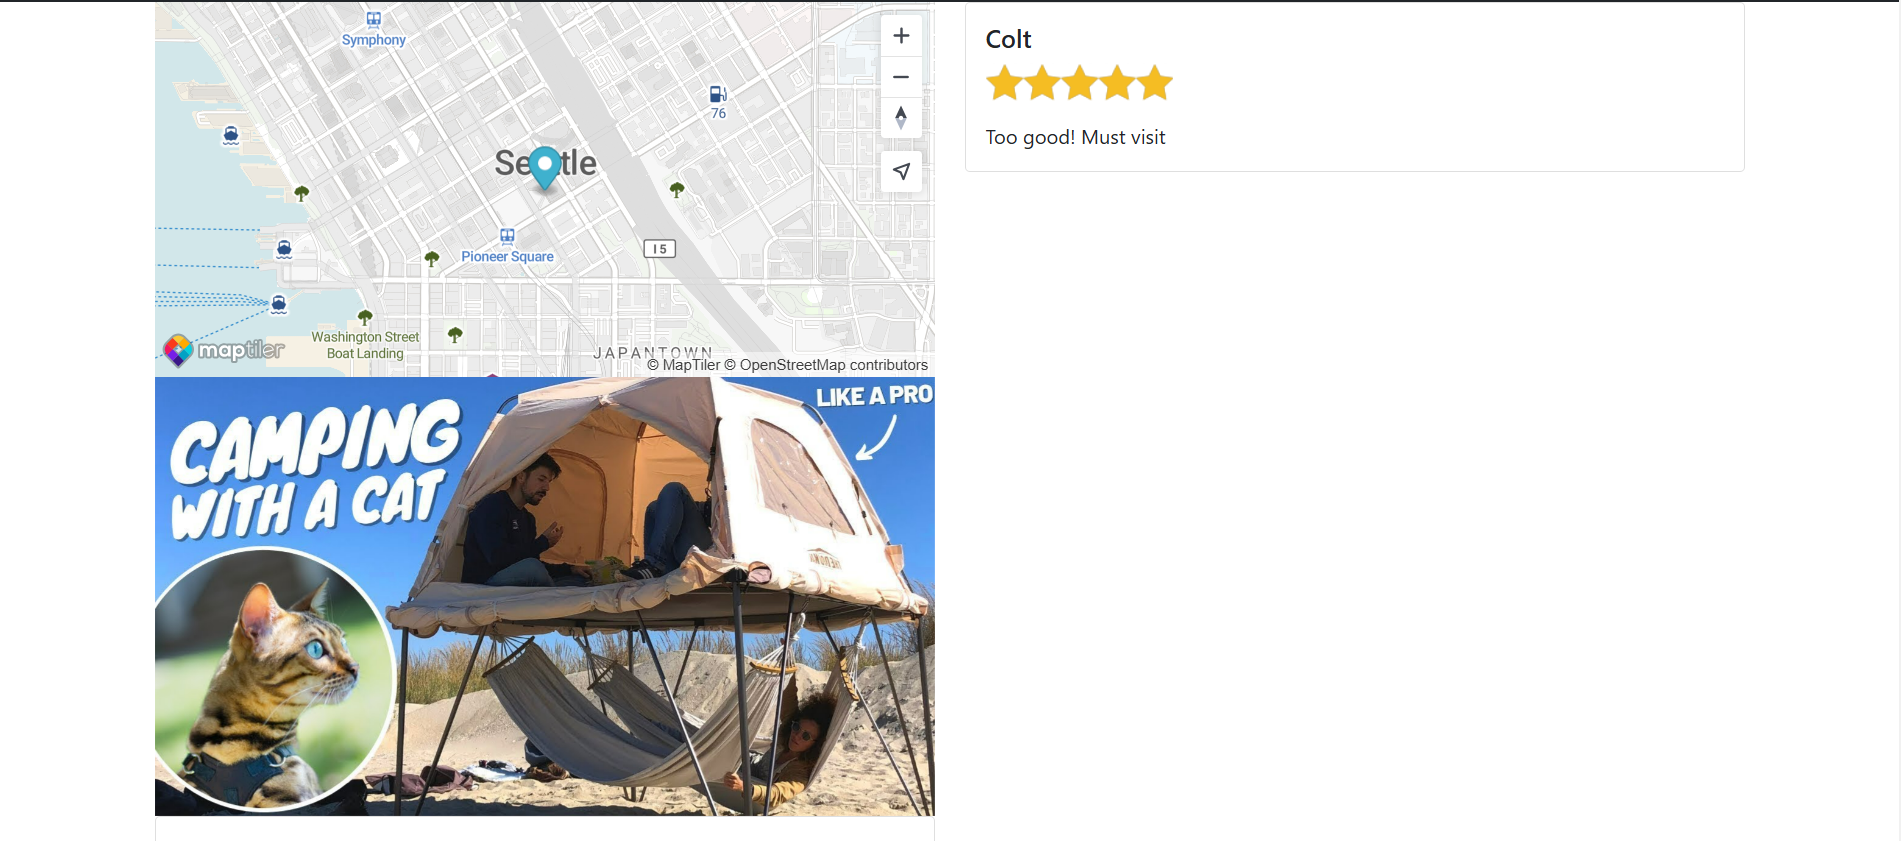 Symphony
76
Seattle
Pioneer Square
I 5
Washington Street
Boat Landing
JAPANTOWN
maptiler
© MapTiler © OpenStreetMap contributors
CAMPING
WITH A CAT
LIKE A PRO
Colt
Too good! Must visit